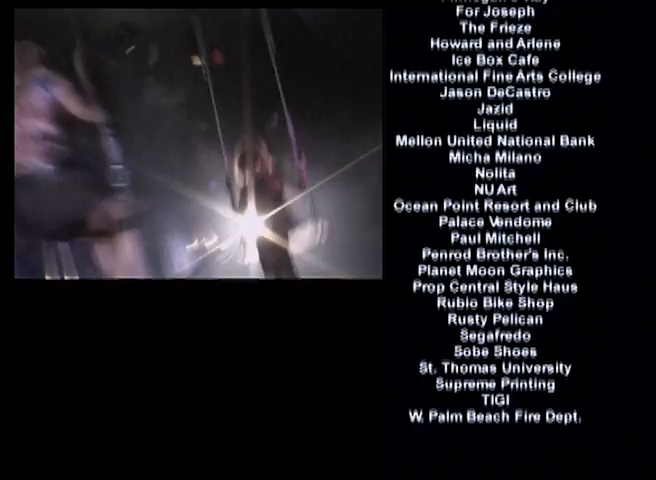 For Joseph
The Frieze
Howard and Arlene
Ice Box Cafe
International Fine Arts College
Jason DeCastro
Jazid
Liquid
Mellon United National Bank
Micha Milano
Nolita
NU Art
Ocean Point Resort and Club
Palace Vendome
Paul Mitchell
Penrod Brother's Inc.
Planet Moon Graphics
Prop Central Style Haus
Rubio Bike Shop
Rusty Pelican
Segafredo
Sobe Shoes
St. Thomas University
Supreme Printing
TIGI
W. Palm Beach Fire Dept.